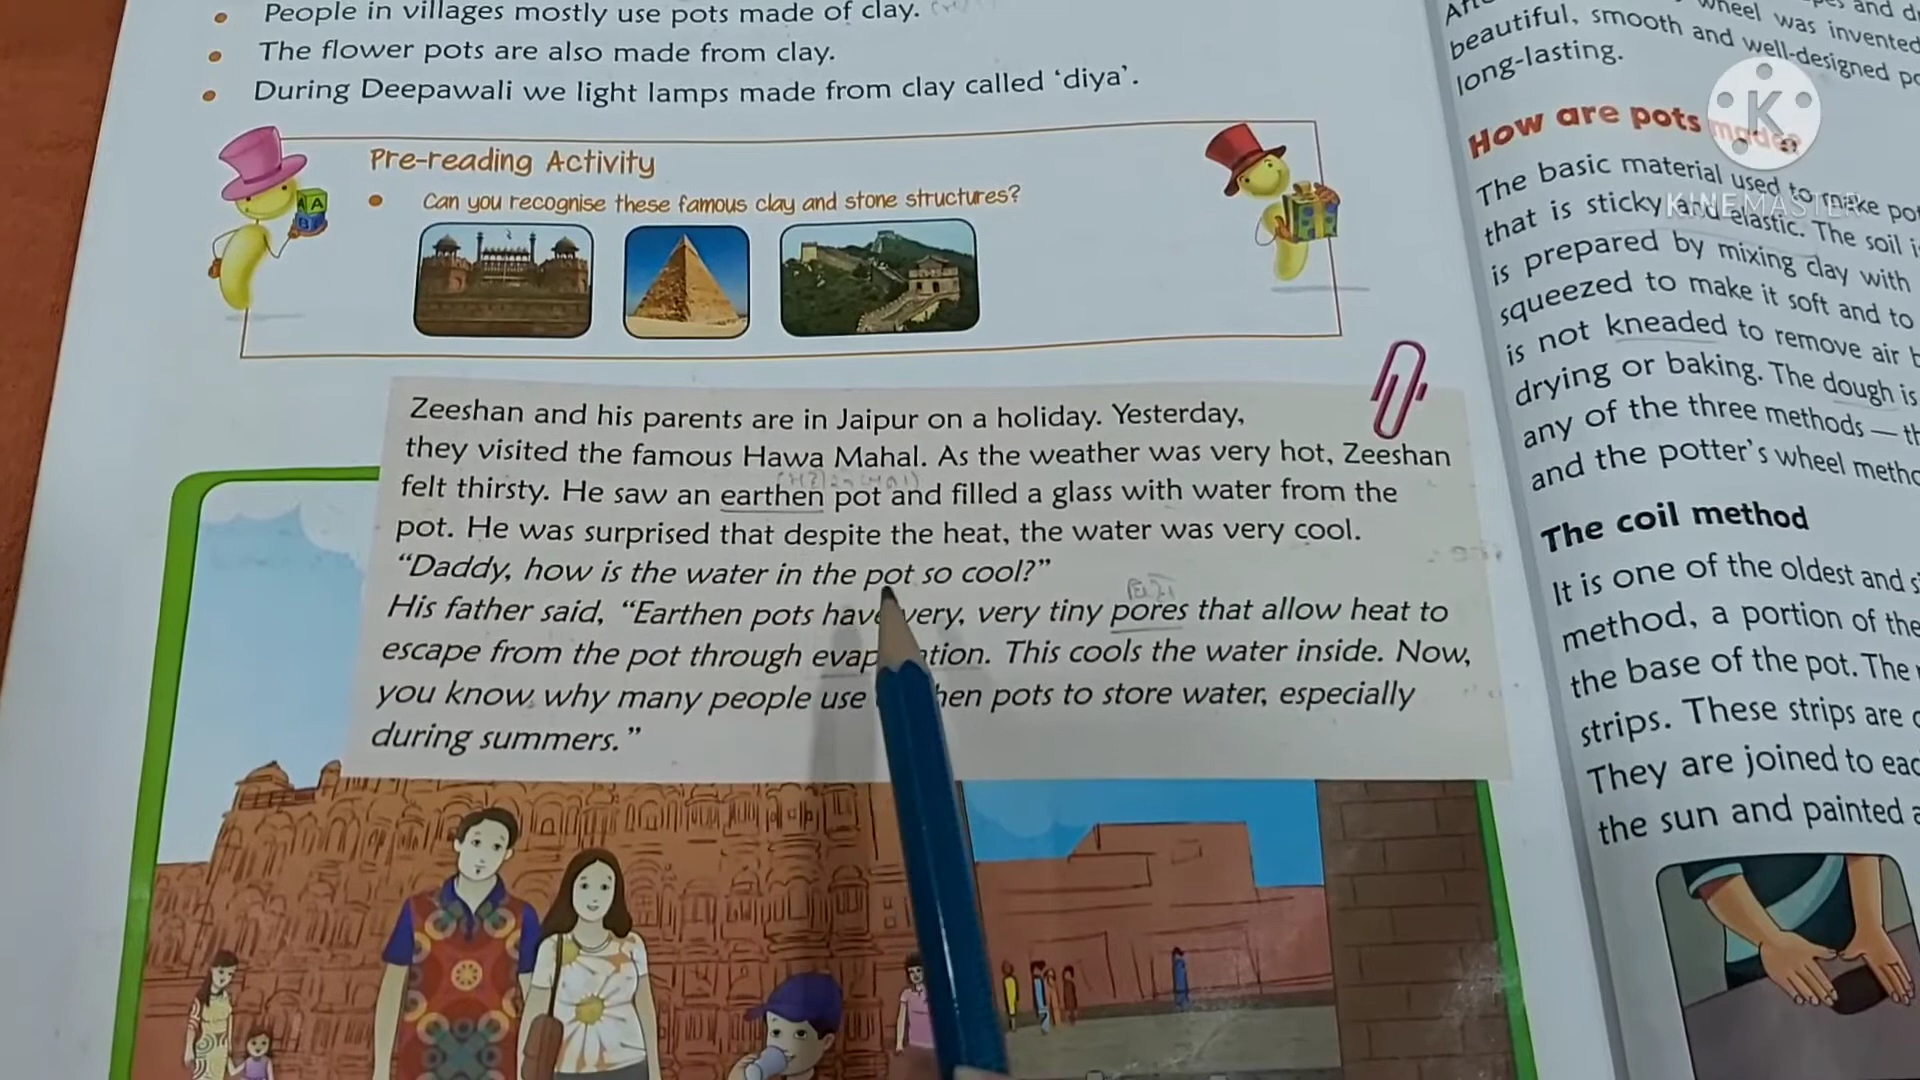 People in villages mostly use pots made of clay.
The flower pots are also made from clay.
During Deepawali we light lamps made from clay called ‘diya’.
Pre-reading Activity
Can you recognise these famous clay and stone structures?
Zeeshan and his parents are in Jaipur on a holiday. Yesterday,
they visited the famous Hawa Mahal. As the weather was very hot, Zeeshan
felt thirsty. He saw an earthen pot and filled a glass with water from the
pot. He was surprised that despite the heat, the water was very cool.
“Daddy, how is the water in the pot so cool?”
His father said, “Earthen pots have very, very tiny pores that allow heat to
escape from the pot through evap tion. This cools the water inside. Now,
you know why many people use hen pots to store water, especially
during summers.”
wheel was invented
beautiful, smooth and well-designed
long-lasting.
How are pots made?
The basic material used to make
that is sticky and elastic. The soil
is prepared by mixing clay with
squeezed to make it soft and to
is not kneaded to remove air
drying or baking. The dough is
any of the three methods —
and the potter’s wheel
The coil method
It is one of the oldest and
method, a portion of the
the base of the pot. The
strips. These strips are
They are joined to
the sun and painted
K
KINEMASTER